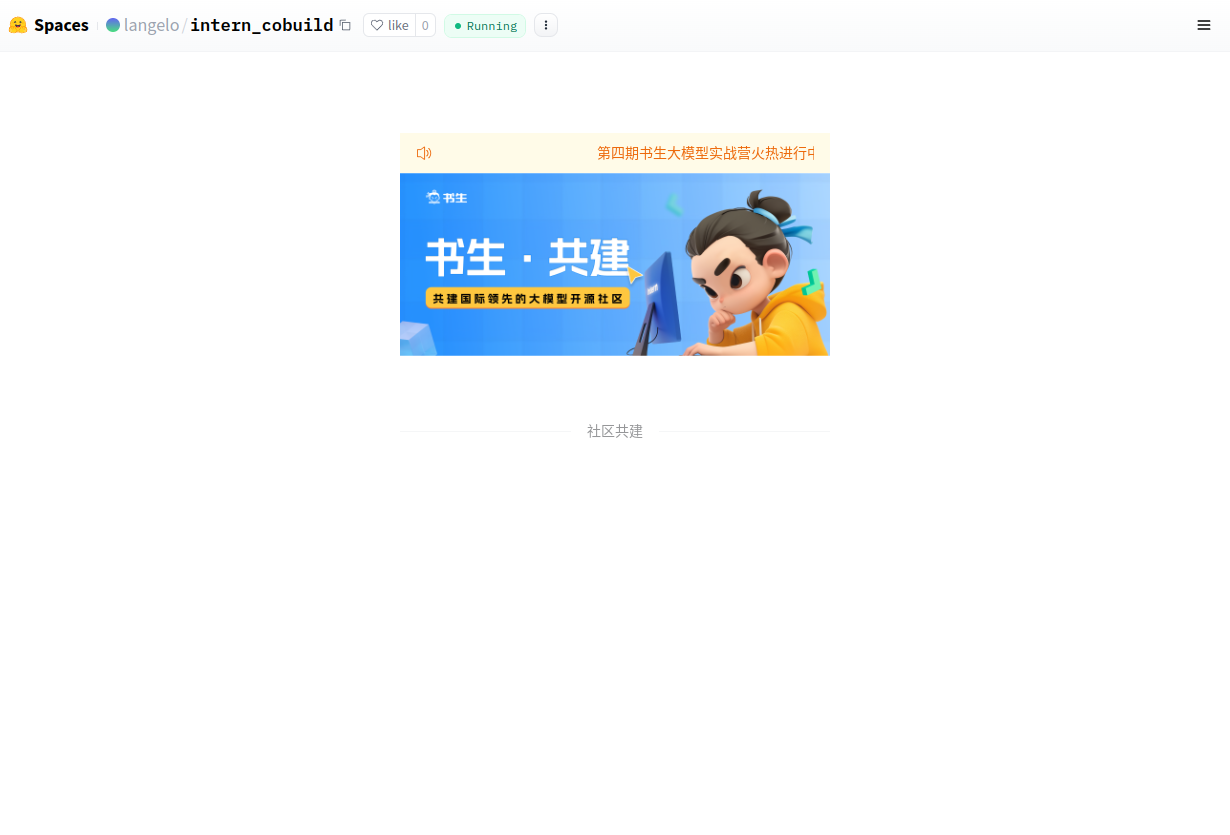 Spaces langelo/intern_cobuild like 0 Running
第四期书生大模型实战营火热进行
书生
书生·共建
共建国际领先的大模型开源社区
社区共建